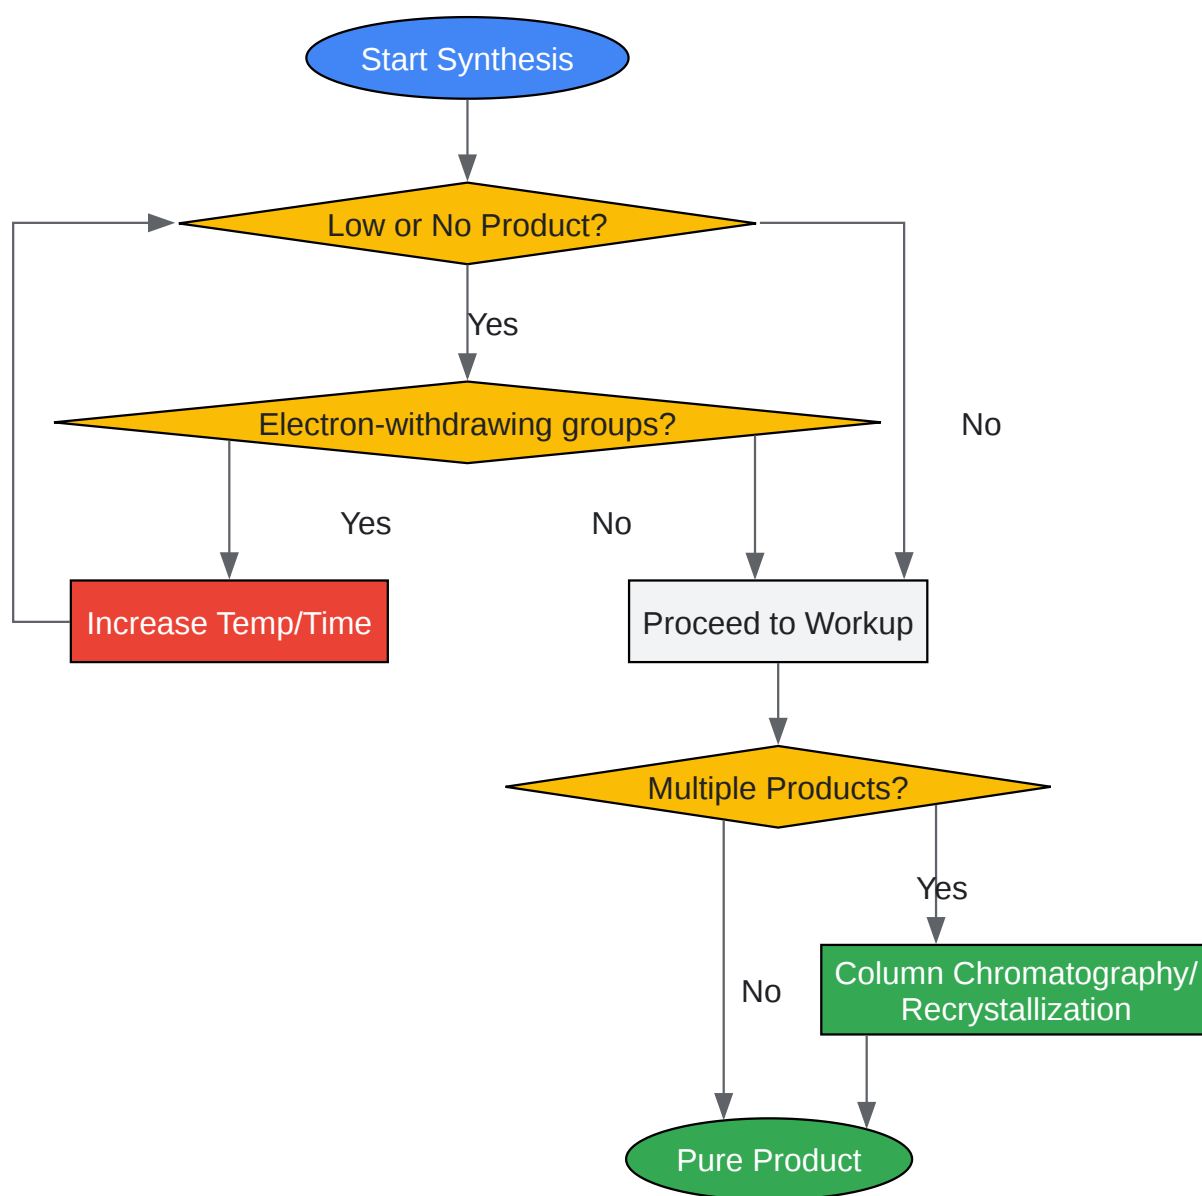 Start Synthesis
Low or No Product?
Yes
Electron-withdrawing groups?
No
Yes
No
Increase Temp/Time
Proceed to Workup
Multiple Products?
Yes
Column Chromatography/
Recrystallization
No
Pure Product